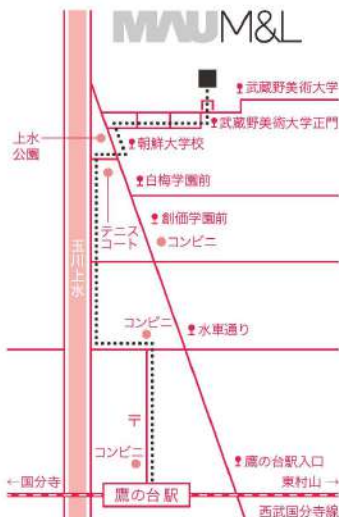 MAU M&L
武蔵野美術大学
武蔵野美術大学正門
上水
公園
朝鮮大学校
白梅学園前
テニス
コート
創価学園前
コンビニ
玉川上水
コンビニ
水車通り
〒
コンビニ
鷹の台駅入口
←国分寺
東村山→
鷹の台駅
西武国分寺線